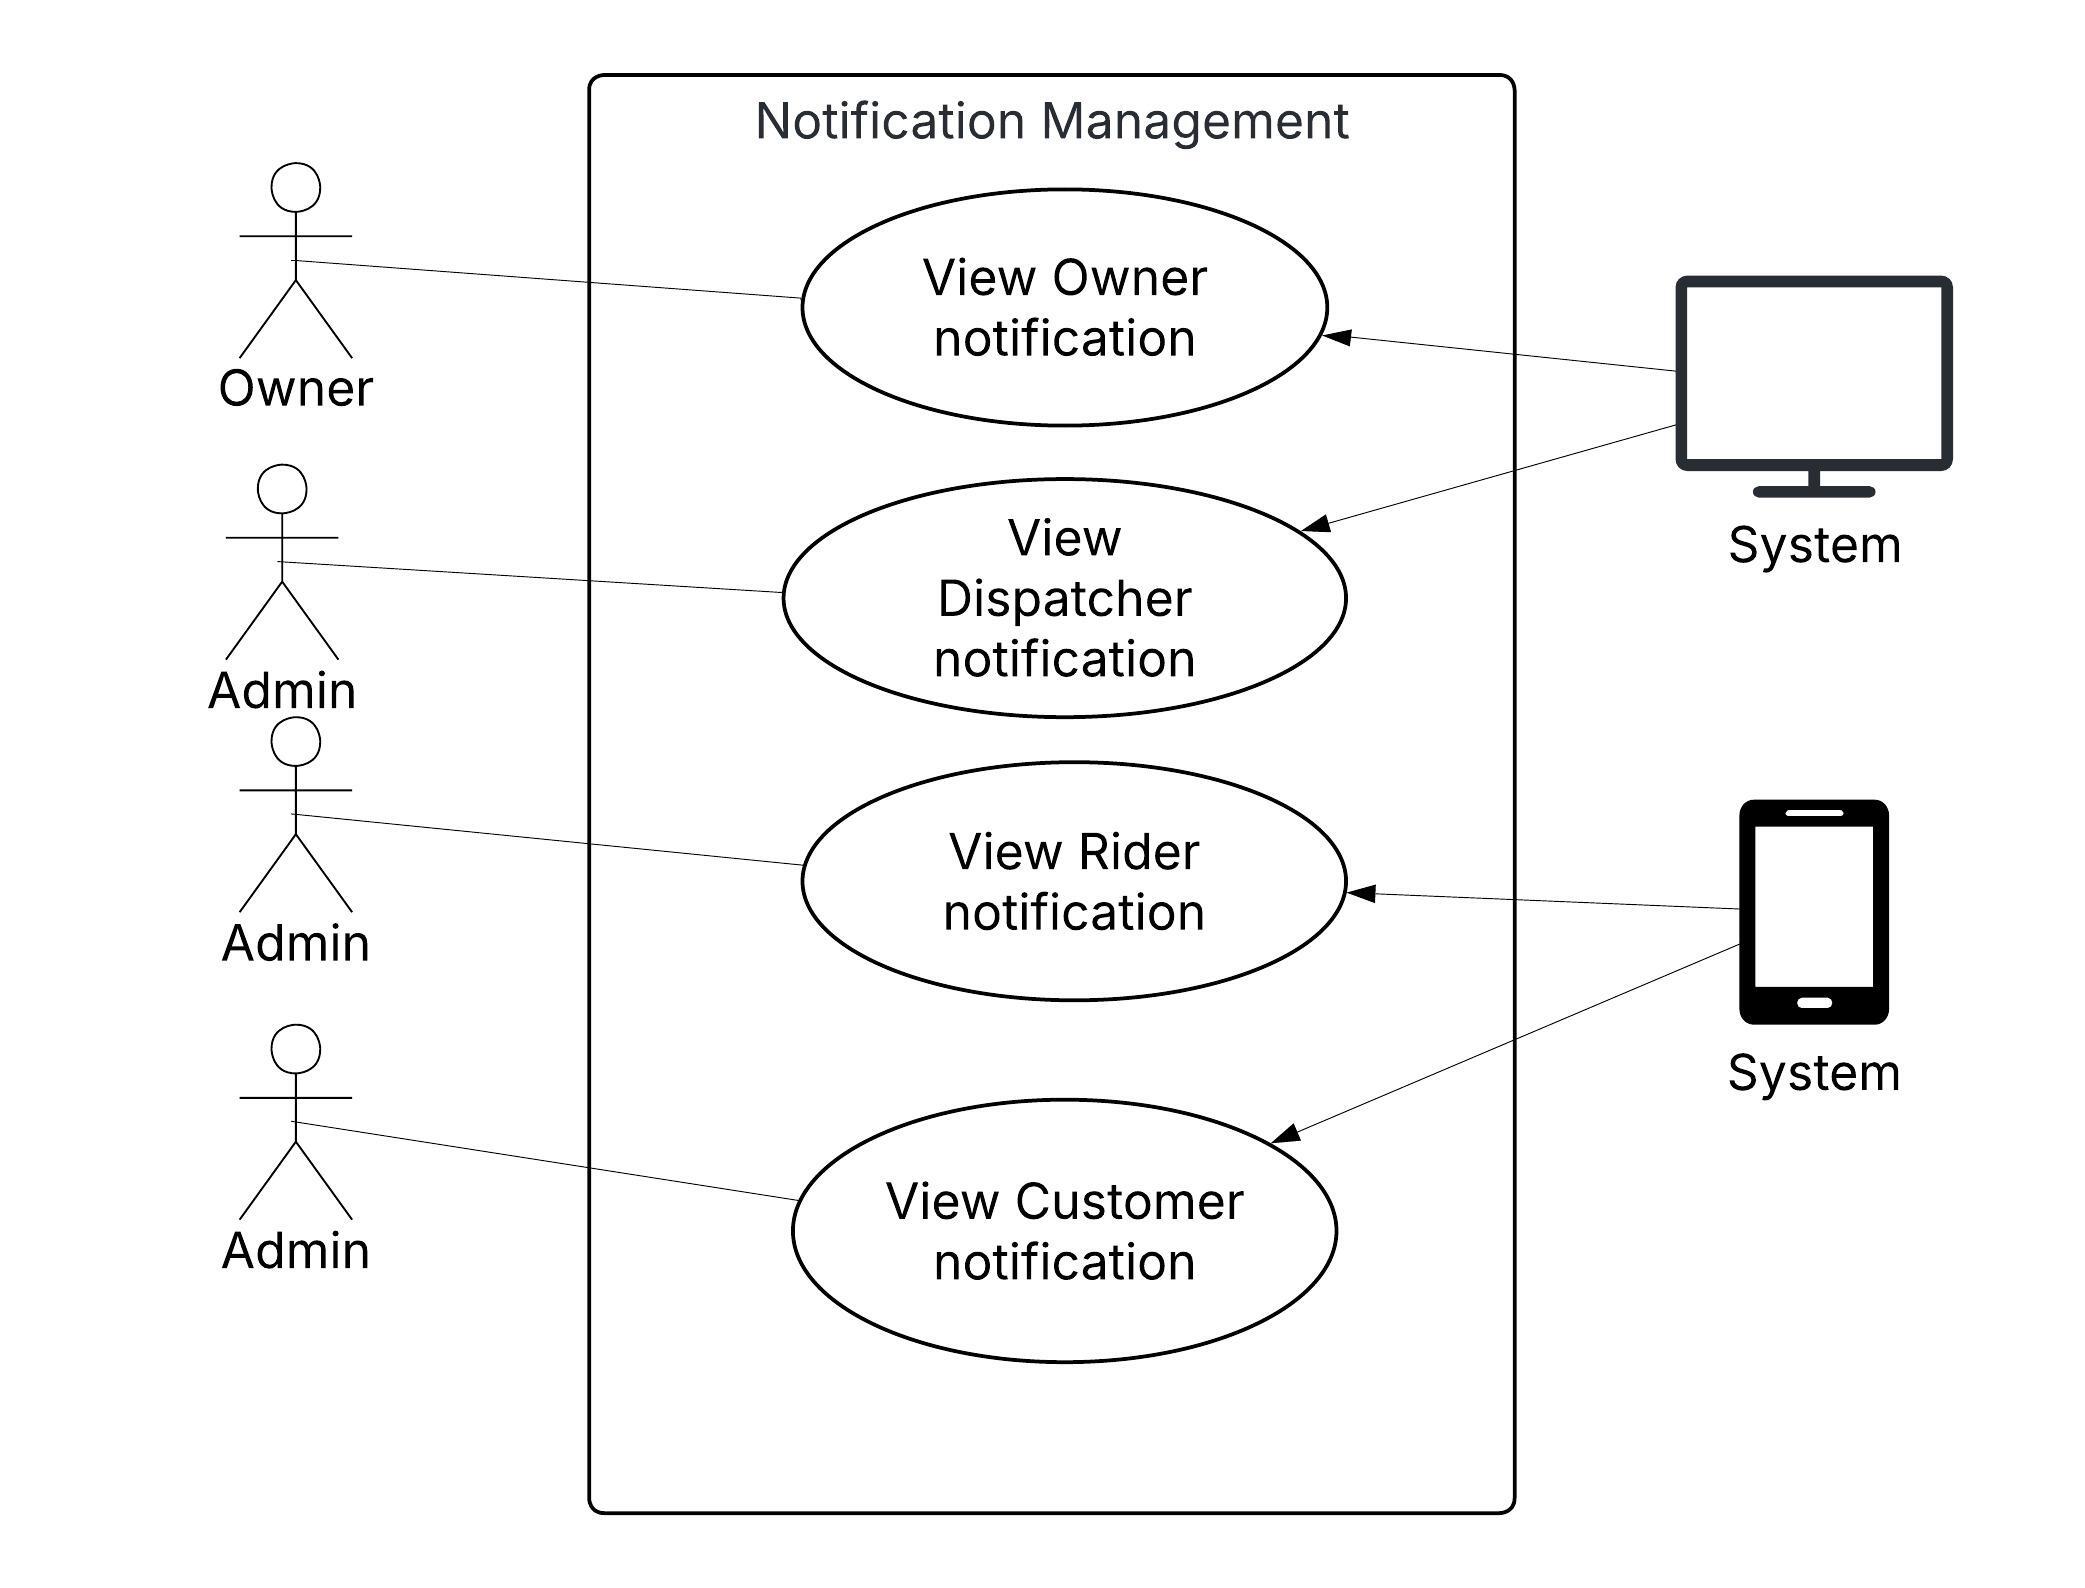 Notification Management
Owner
View Owner
notification
System
Admin
View
Dispatcher
notification
Admin
View Rider
notification
System
Admin
View Customer
notification